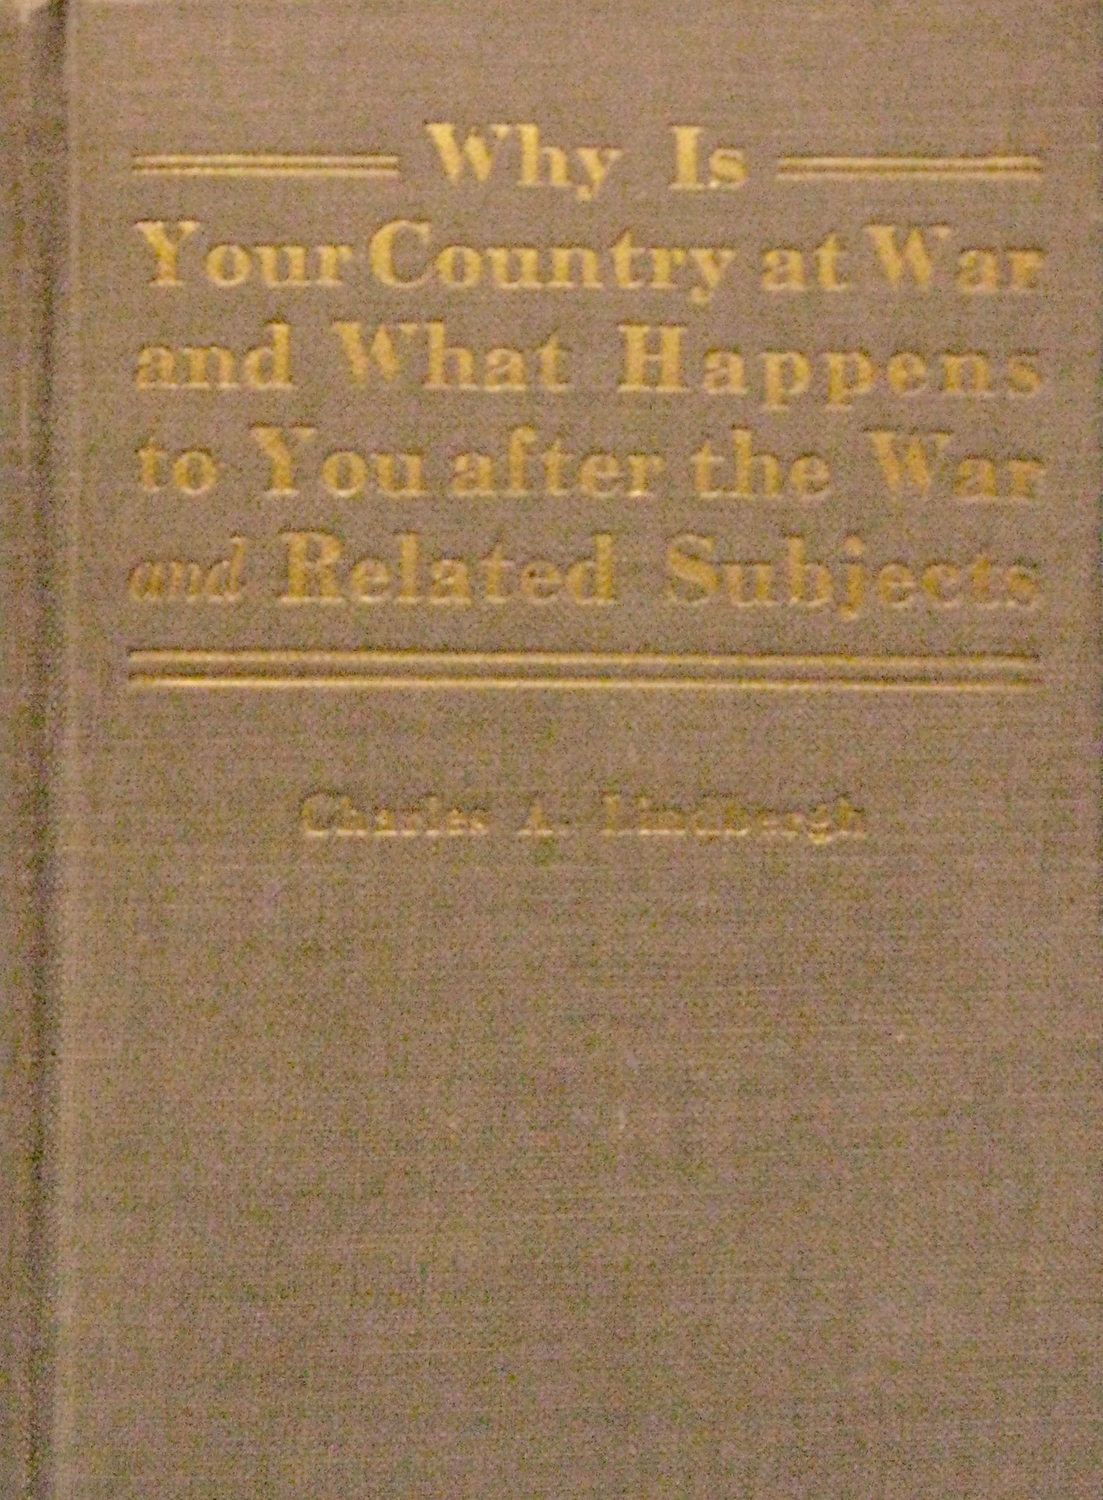 Why Is
Your Country at War
and What Happens
to You after the War
and Related Subjects
Charles A. Lindbergh